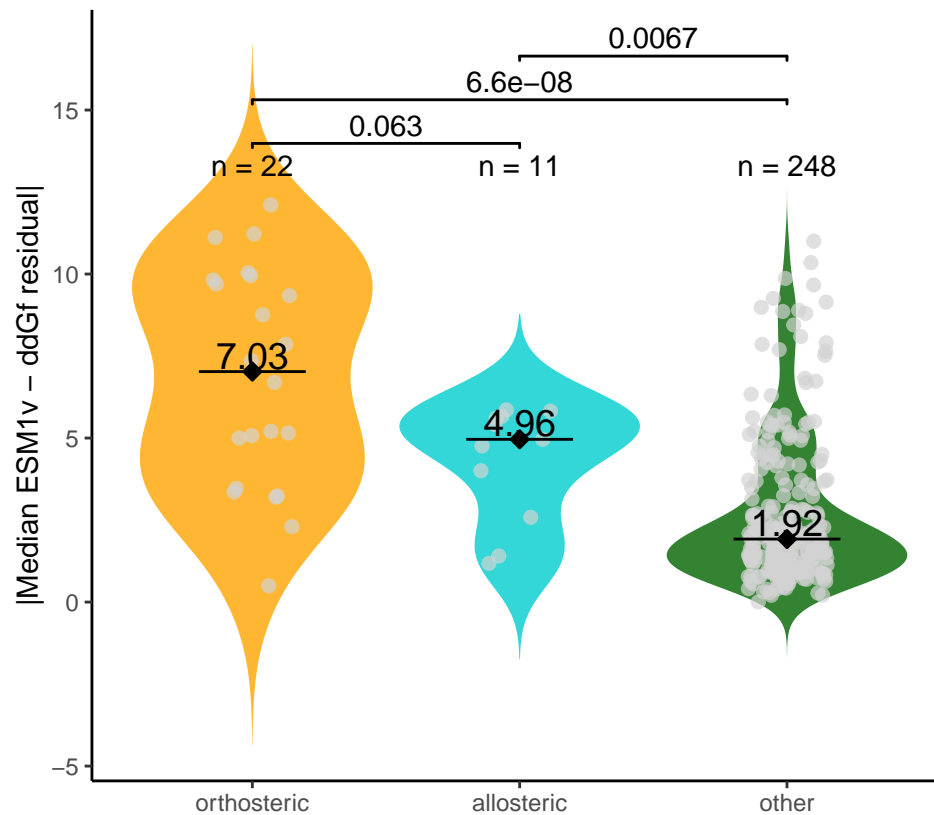 |Median ESM1v − ddGf residual|
15
10
5
0
−5
0.0067
6.6e−08
0.063
n = 22
n = 11
n = 248
7.03
4.96
1.92
orthosteric
allosteric
other